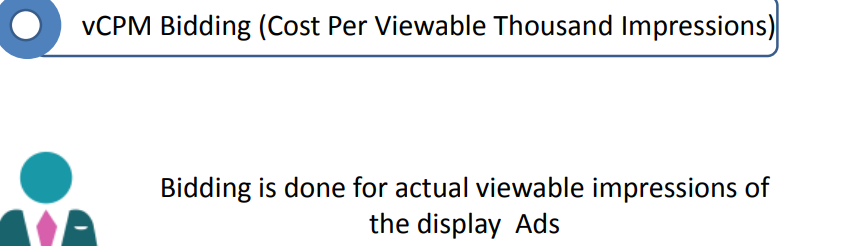 vCPM Bidding (Cost Per Viewable Thousand Impressions)
Bidding is done for actual viewable impressions of
the display Ads